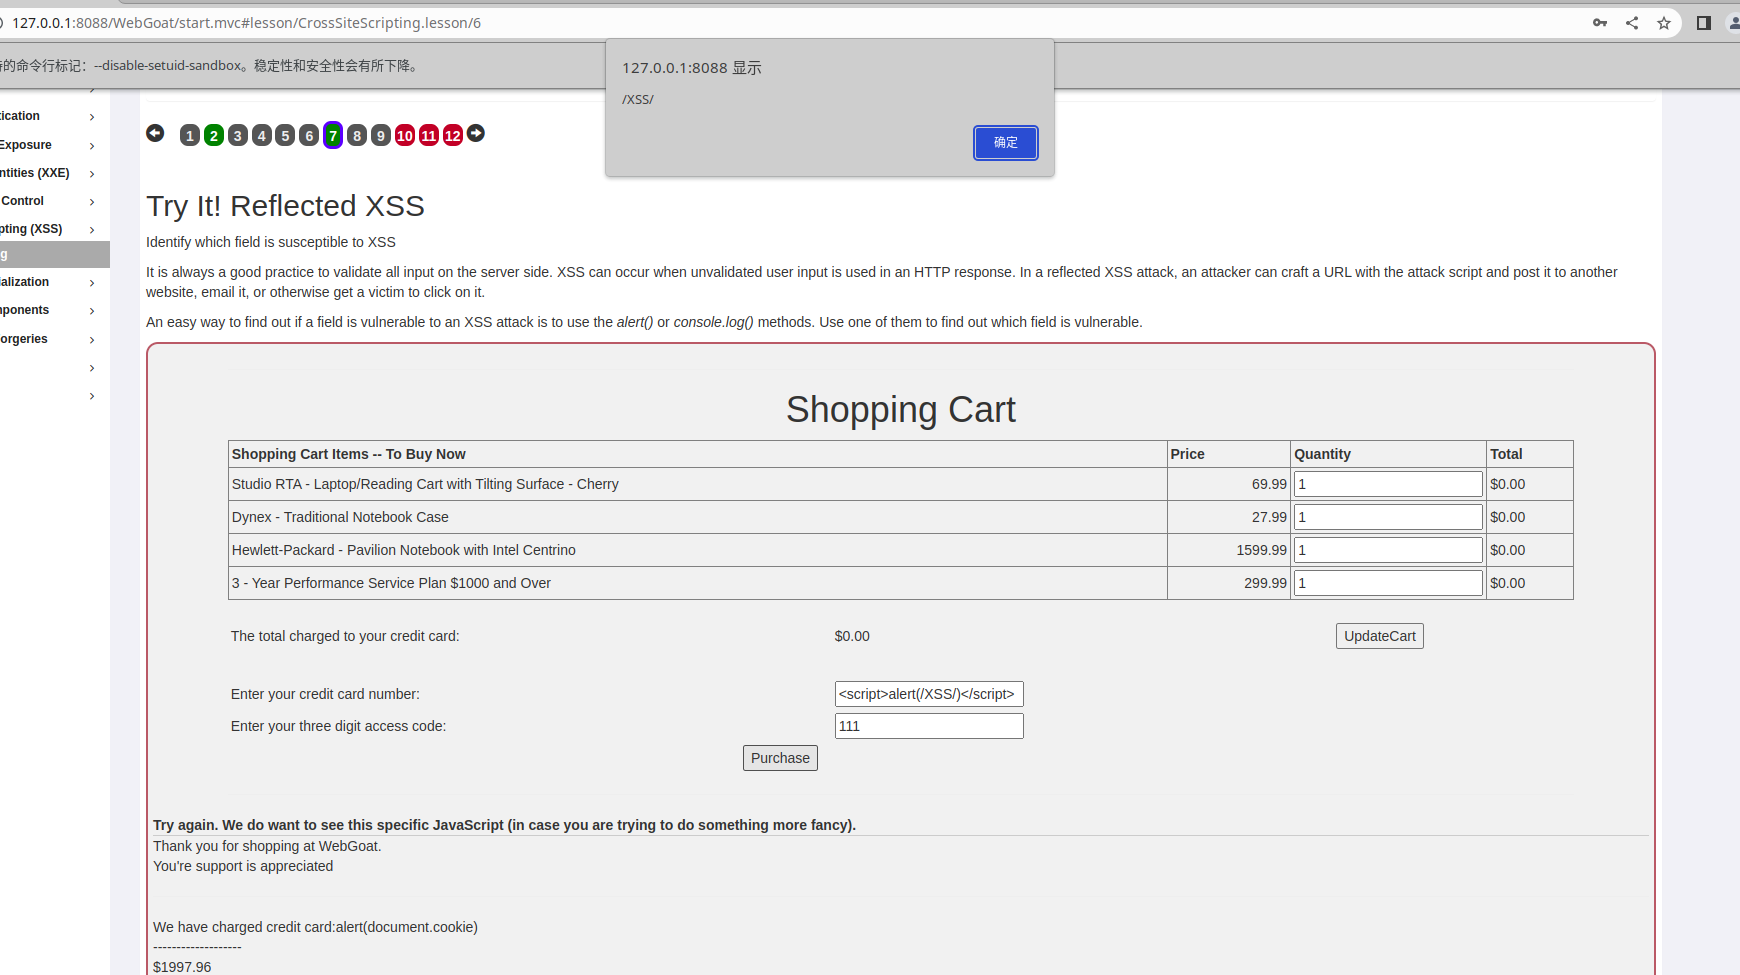 127.0.0.1:8088/WebGoat/start.mvc#lesson/CrossSiteScripting.lesson/6
的命令行标记：--disable-setuid-sandbox。稳定性和安全性会有所下降。
127.0.0.1:8088 显示
/XSS/
确定
ication
Exposure
ntities (XXE)
Control
pting (XSS)
g
ialization
mponents
orgeries
1 2 3 4 5 6 7 8 9 10 11 12
Try It! Reflected XSS
Identify which field is susceptible to XSS
It is always a good practice to validate all input on the server side. XSS can occur when unvalidated user input is used in an HTTP response. In a reflected XSS attack, an attacker can craft a URL with the attack script and post it to another
website, email it, or otherwise get a victim to click on it.
An easy way to find out if a field is vulnerable to an XSS attack is to use the alert() or console.log() methods. Use one of them to find out which field is vulnerable.
Shopping Cart
Shopping Cart Items -- To Buy Now Price Quantity Total
Studio RTA - Laptop/Reading Cart with Tilting Surface - Cherry 69.99 1 $0.00
Dynex - Traditional Notebook Case 27.99 1 $0.00
Hewlett-Packard - Pavilion Notebook with Intel Centrino 1599.99 1 $0.00
3 - Year Performance Service Plan $1000 and Over 299.99 1 $0.00
The total charged to your credit card: $0.00 UpdateCart
Enter your credit card number: <script>alert(/XSS/)</script>
Enter your three digit access code: 111
Purchase
Try again. We do want to see this specific JavaScript (in case you are trying to do something more fancy).
Thank you for shopping at WebGoat.
You're support is appreciated
We have charged credit card:alert(document.cookie)
-------------------
$1997.96